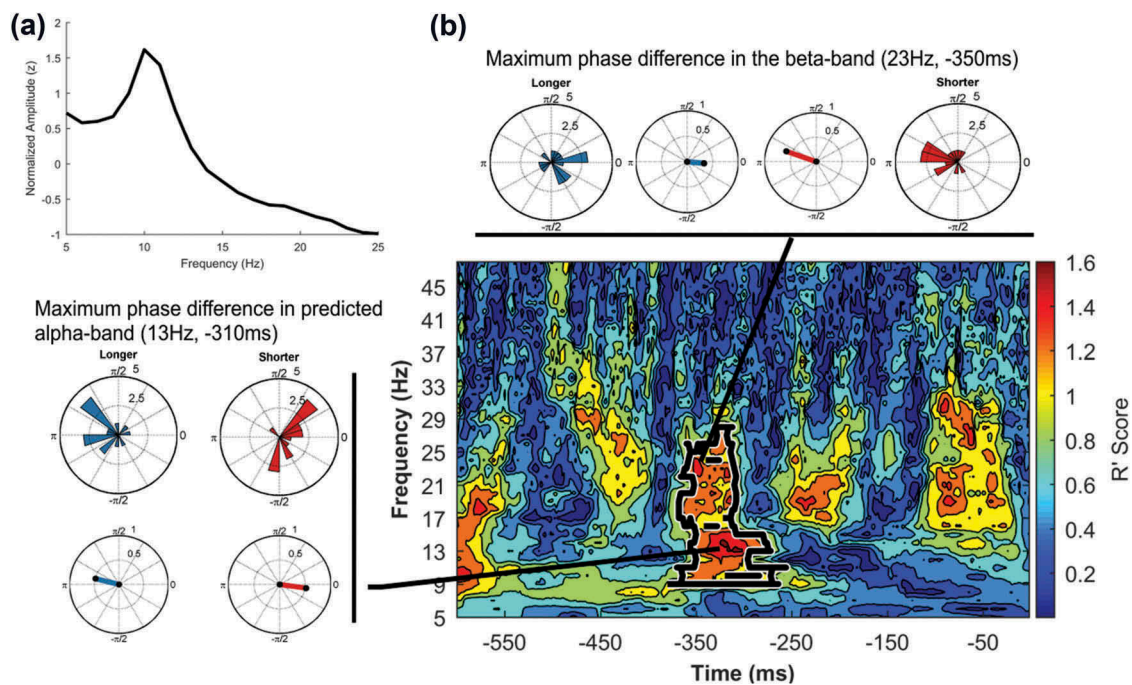 (a)
2
1.5
1
0.5
0
-0.5
-1
Normalized Amplitude (z)
5 10 15 20 25
Frequency (Hz)
Maximum phase difference in predicted
alpha-band (13Hz, -310ms)
Longer Shorter
π/2 5 π/2 5
2.5 2.5
π 0 π 0
-π/2 -π/2
π/2 1 π/2 1
0.5 0.5
π 0 π 0
-π/2 -π/2
(b)
Maximum phase difference in the beta-band (23Hz, -350ms)
Longer Shorter
π/2 5 π/2 1 π/2 1 π/2 5
2.5 0.5 0.5 2.5
π 0 π 0 π 0 π 0
-π/2 -π/2 -π/2 -π/2
45
41
37
33
29
25
21
17
13
9
5
Frequency (Hz)
-550 -450 -350 -250 -150 -50
Time (ms)
1.6
1.4
1.2
1
0.8
0.6
0.4
0.2
R' Score